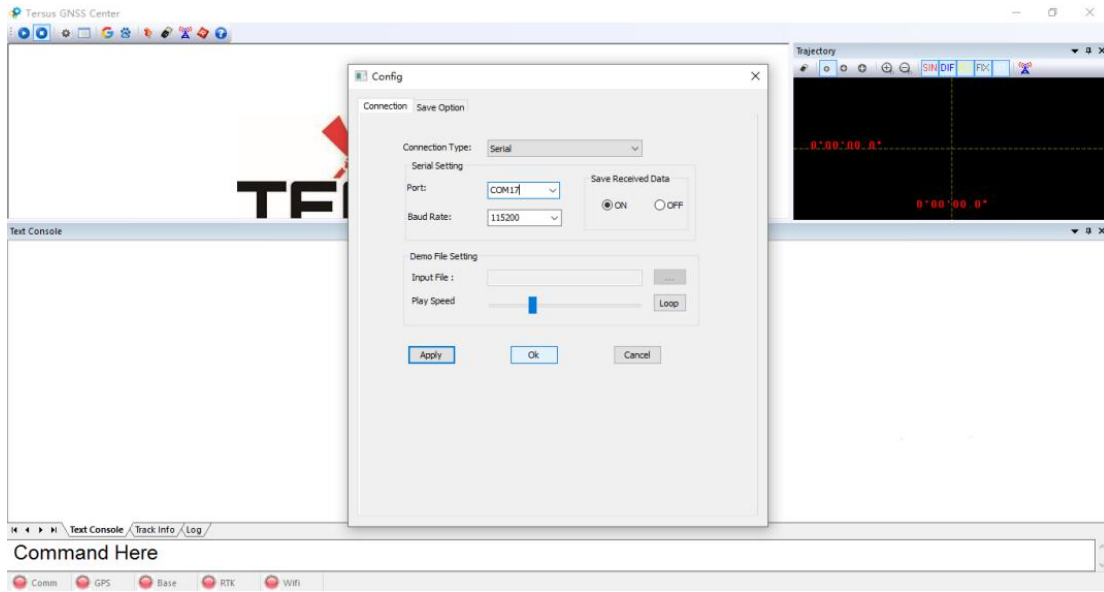 Tersus GNSS Center
Trajectory
SIN DIF FIX
0°00'00.0"
0°00'00.0"
TE
Config
Connection Save Option
Connection Type: Serial
Serial Setting
Port: COM17
Baud Rate: 115200
Save Received Data
ON OFF
Demo File Setting
Input File : ...
Play Speed Loop
Apply Ok Cancel
Text Console
Text Console Track Info Log
Command Here
Comm GPS Base RTK Wifi